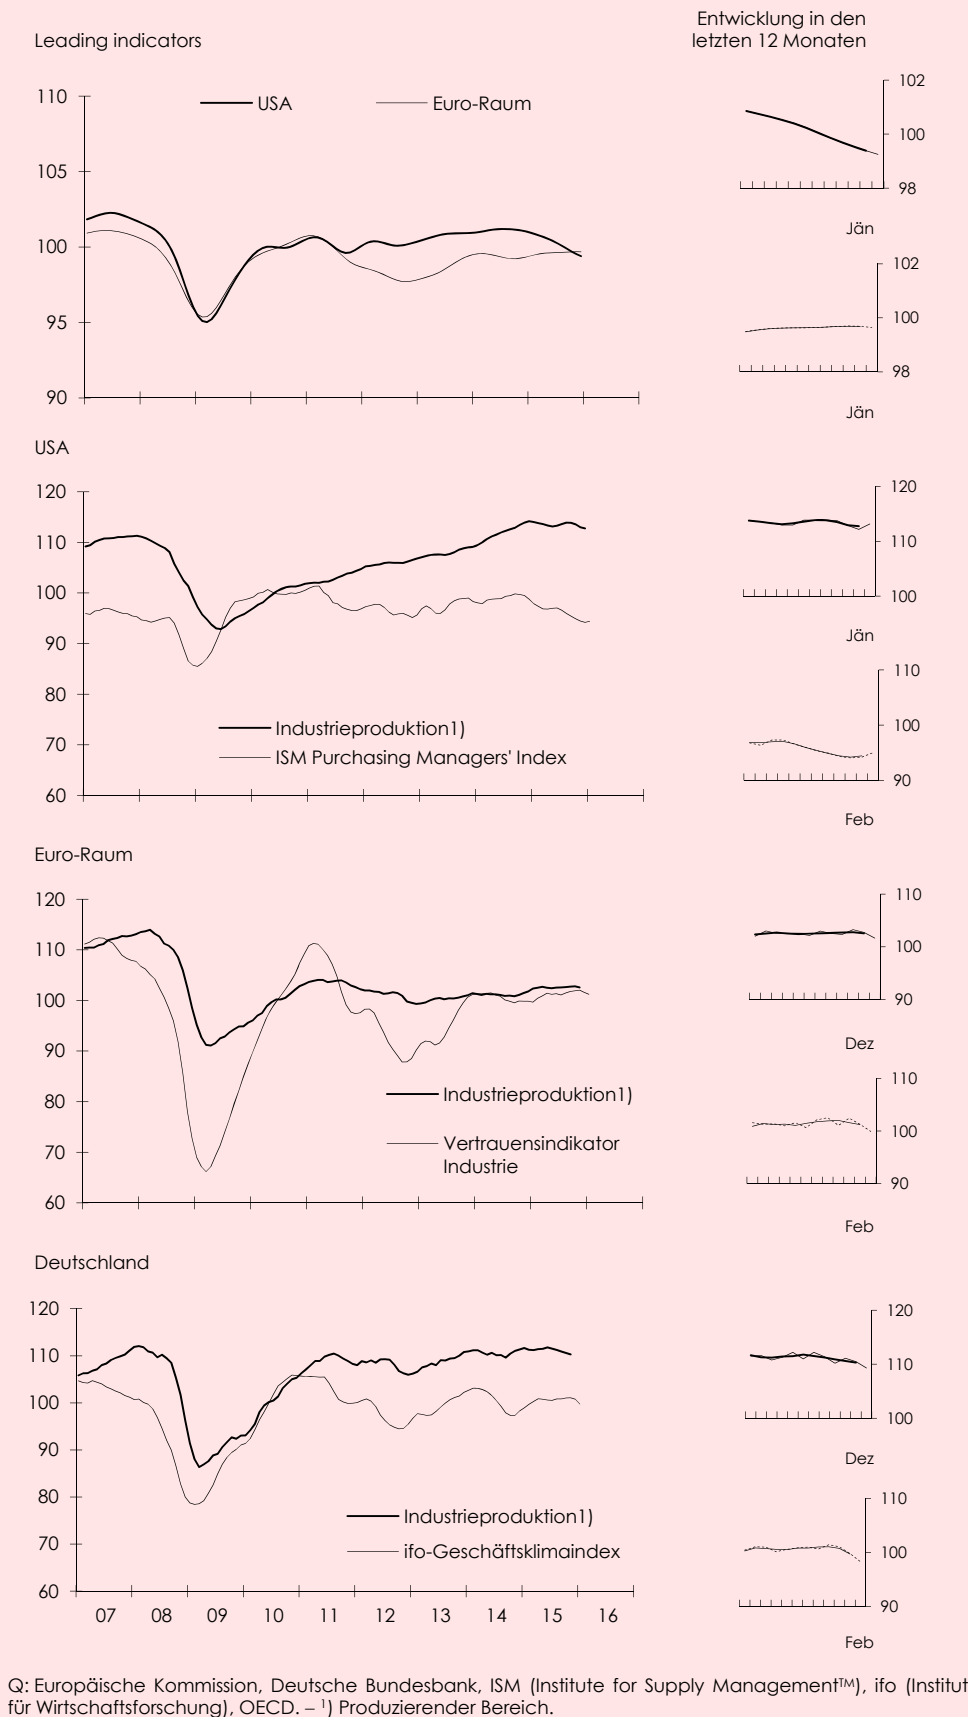 Entwicklung in den
letzten 12 Monaten
Leading indicators
USA
Euro-Raum
110
105
100
95
90
102
100
98
Jän
102
100
98
Jän
USA
120
110
100
90
80
70
60
Industrieproduktion1)
ISM Purchasing Managers' Index
120
110
100
Jän
110
100
90
Feb
Euro-Raum
120
110
100
90
80
70
60
Industrieproduktion1)
Vertrauensindikator
Industrie
110
100
90
Dez
110
100
90
Feb
Deutschland
120
110
100
90
80
70
60
Industrieproduktion1)
ifo-Geschäftsklimaindex
07 08 09 10 11 12 13 14 15 16
120
110
100
Dez
110
100
90
Feb
Q: Europäische Kommission, Deutsche Bundesbank, ISM (Institute for Supply Management™), ifo (Institut
für Wirtschaftsforschung), OECD. – 1) Produzierender Bereich.